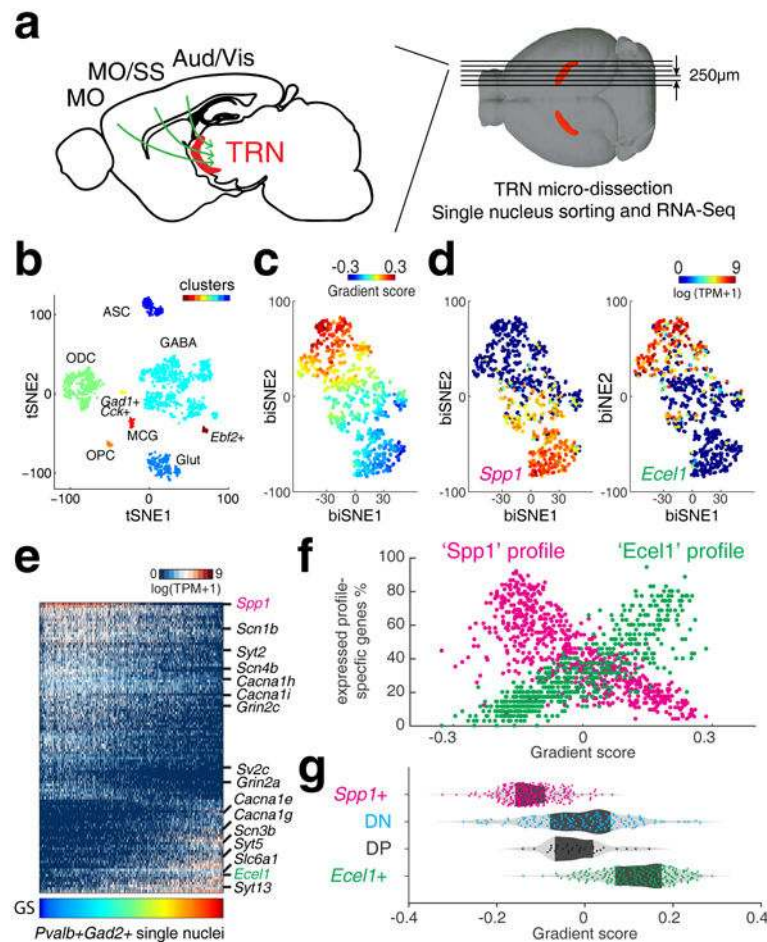 a
MO
MO/SS
Aud/Vis
TRN
250μm
TRN micro-dissection
Single nucleus sorting and RNA-Seq
b
clusters
ASC
ODC
GABA
Gad1+
Cck+
MCG
OPC
Ebf2+
Glut
100
0
-100
tSNE2
-100
0
100
tSNE1
c
-0.3
0.3
Gradient score
100
0
-100
biSNE2
-30
0
30
biSNE1
d
0
9
log (TPM+1)
100
0
-100
biSNE2
Spp1
-30
0
30
biSNE1
100
0
-100
biNE2
Ecel1
-30
0
30
biSNE1
e
0
9
log(TPM+1)
Spp1
Scn1b
Syt2
Scn4b
Cacna1h
Cacna1i
Grin2c
Sv2c
Grin2a
Cacna1e
Cacna1g
Scn3b
Syt5
Slc6a1
Ecel1
Syt13
GS
Pvalb+Gad2+ single nuclei
f
'Spp1' profile
'Ecel1' profile
expressed profile-
specfic genes %
100
80
60
40
20
0
-0.3
0
0.3
Gradient score
g
Spp1+
DN
DP
Ecel1+
-0.4
-0.2
0
0.2
0.4
Gradient score